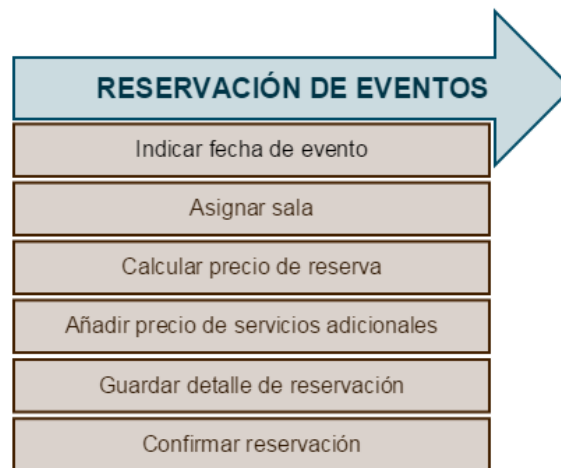 RESERVACIÓN DE EVENTOS
Indicar fecha de evento
Asignar sala
Calcular precio de reserva
Añadir precio de servicios adicionales
Guardar detalle de reservación
Confirmar reservación